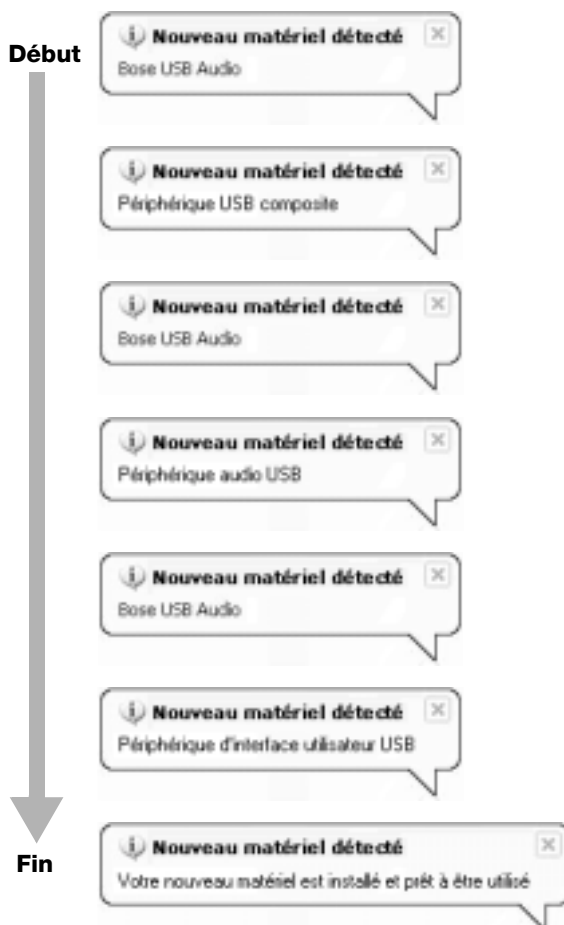 Début
Nouveau matériel détecté
Bose USB Audio
Nouveau matériel détecté
Périphérique USB composite
Nouveau matériel détecté
Bose USB Audio
Nouveau matériel détecté
Périphérique audio USB
Nouveau matériel détecté
Bose USB Audio
Nouveau matériel détecté
Périphérique d'interface utilisateur USB
Fin
Nouveau matériel détecté
Votre nouveau matériel est installé et prêt à être utilisé